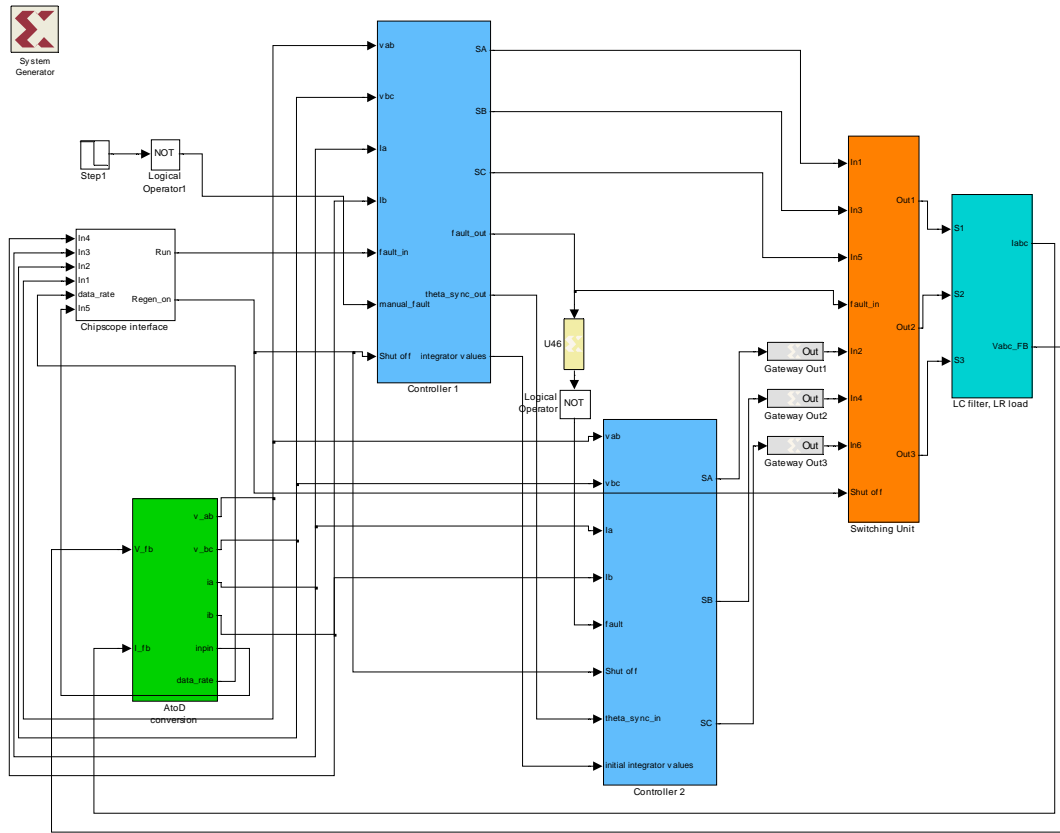 System
Generator
Step1
NOT
Logical
Operator1
In4
In3
In2
In1
data_rate
In5
Run
Regen_on
Chipscope interface
vab
vbc
Ia
Ib
fault_in
manual_fault
Shut off
SA
SB
SC
fault_out
theta_sync_out
integrator values
Controller 1
U46
Logical
Operator
NOT
Out
Gateway Out1
Out
Gateway Out2
Out
Gateway Out3
In1
In3
In5
fault_in
In2
In4
In6
Shut off
Out1
Out2
Out3
Switching Unit
S1
S2
S3
Iabc
Vabc_FB
LC filter, LR load
V_fb
I_fb
v_ab
v_bc
ia
ib
inpin
data_rate
AtoD
conversion
vab
vbc
Ia
Ib
fault
Shut off
theta_sync_in
initial integrator values
SA
SB
SC
Controller 2